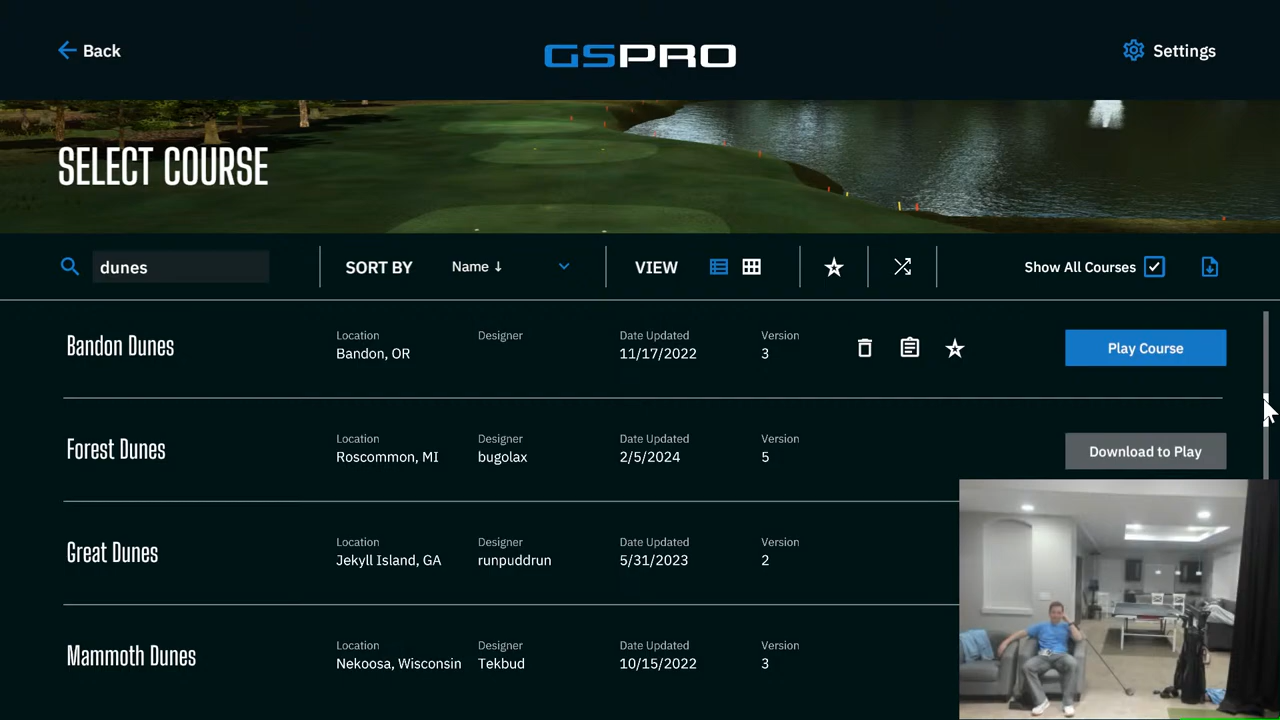 Back
GSPRO
Settings
SELECT COURSE
dunes
SORT BY
Name ↓
VIEW
Show All Courses
Bandon Dunes
Location
Bandon, OR
Designer
Date Updated
11/17/2022
Version
3
Play Course
Forest Dunes
Location
Roscommon, MI
Designer
bugolax
Date Updated
2/5/2024
Version
5
Download to Play
Great Dunes
Location
Jekyll Island, GA
Designer
runpuddrun
Date Updated
5/31/2023
Version
2
Mammoth Dunes
Location
Nekoosa, Wisconsin
Designer
Tekbud
Date Updated
10/15/2022
Version
3